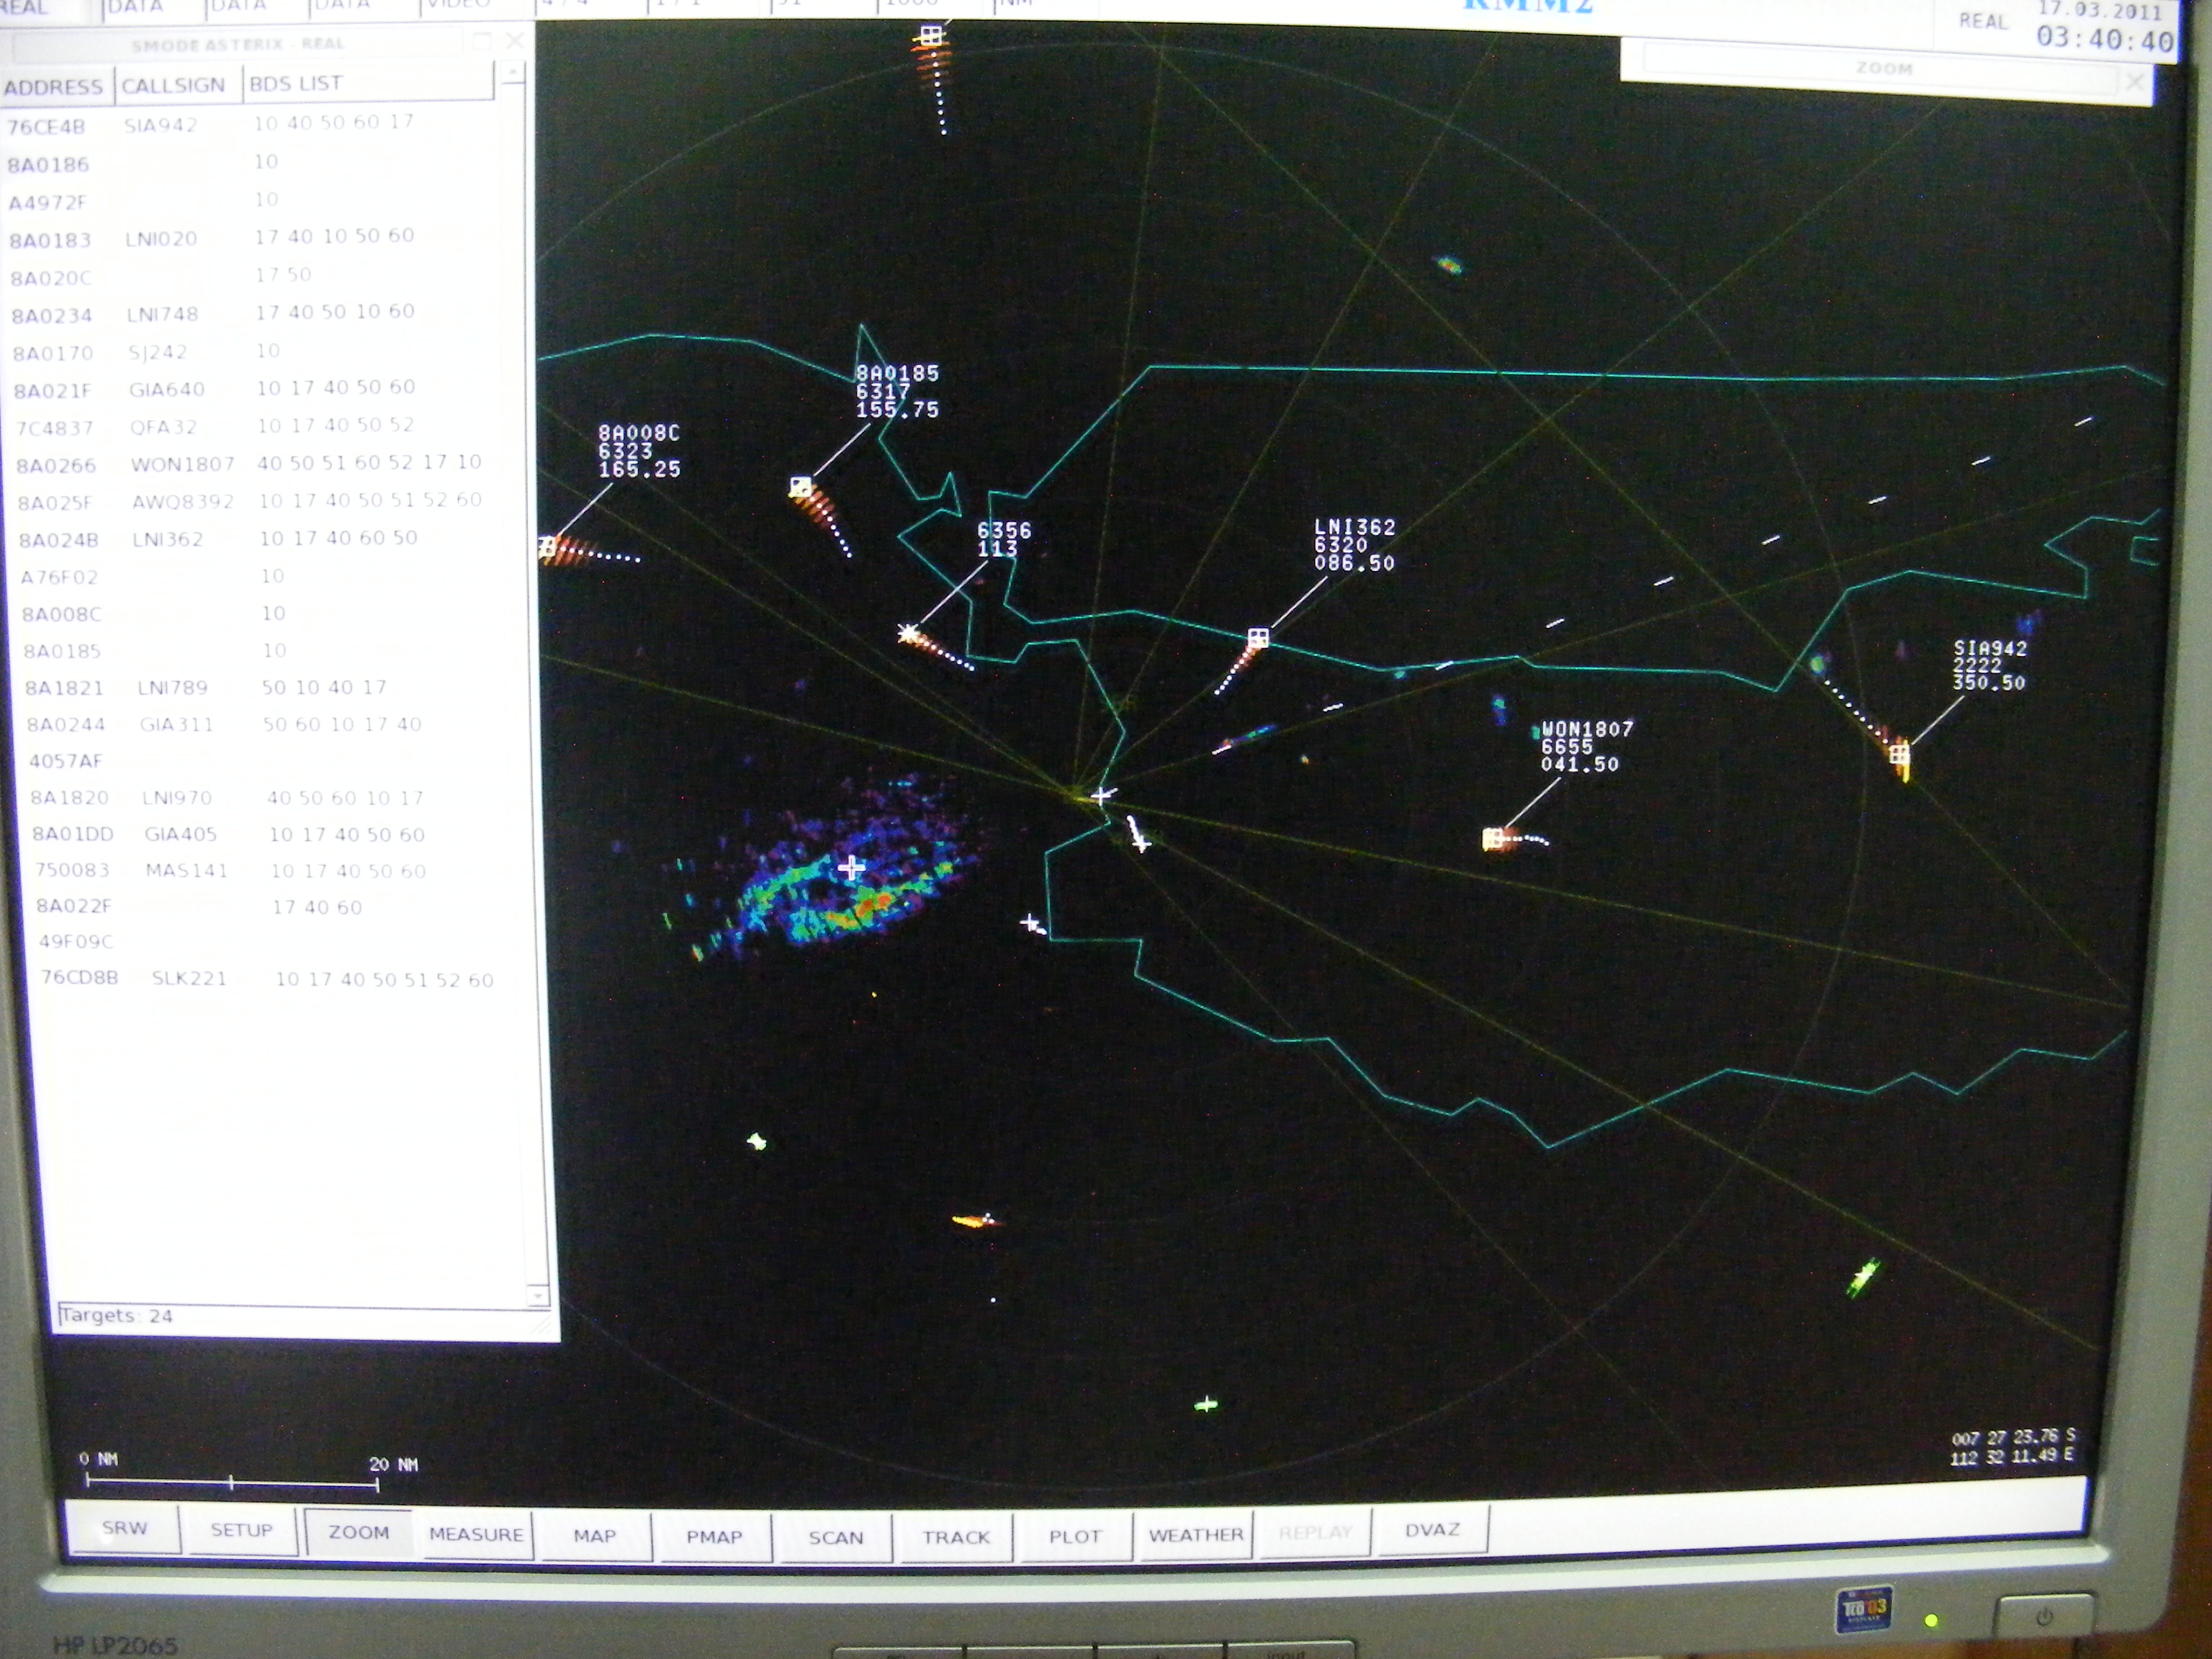 REAL DATA DATA DATA VIDEO 4 / 4 1 / 1 1000 NM
RMM2
REAL
17.03.2011
03:40:40
SMODE ASTERIX - REAL
ZOOM
ADDRESS CALLSIGN BDS LIST
76CE4B SIA942 10 40 50 60 17
8A0186 10
A4972F 10
8A0183 LNI020 17 40 10 50 60
8A020C 17 50
8A0234 LNI748 17 40 50 10 60
8A0170 SJ242 10
8A021F GIA640 10 17 40 50 60
7C4837 QFA32 10 17 40 50 52
8A0266 WON1807 40 50 51 60 52 17 10
8A025F AWQ8392 10 17 40 50 51 52 60
8A024B LNI362 10 17 40 60 50
A76F02 10
8A008C 10
8A0185 10
8A1821 LNI789 50 10 40 17
8A0244 GIA311 50 60 10 17 40
4057AF
8A1820 LNI970 40 50 60 10 17
8A01DD GIA405 10 17 40 50 60
750083 MAS141 10 17 40 50 60
8A022F 17 40 60
49F09C
76CD8B SLK221 10 17 40 50 51 52 60
Targets: 24
8A0185
6317
155.75
8A008C
6323
165.25
6356
113
LNI362
6320
086.50
SIA942
2222
350.50
WON1807
6655
041.50
0 NM 20 NM
007 27 23.76 S
112 32 11.49 E
SRW SETUP ZOOM MEASURE MAP PMAP SCAN TRACK PLOT WEATHER REPLAY DVAZ
TCO'03
HP LP2065
input